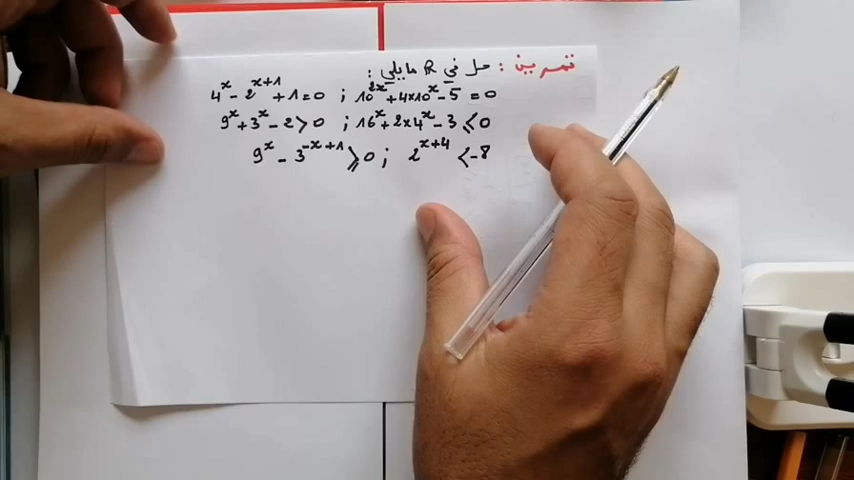 تمرين : حل في R مايلي :
4^x - 2^{x+1} + 1 = 0 ; 10^{2x} + 4×10^x - 5 = 0
9^x + 3^x - 2 > 0 ; 16^x + 2×4^x - 3 ⩽ 0
9^x - 3^{-x+1} ⩾ 0 ; 2^{x+4} < -8